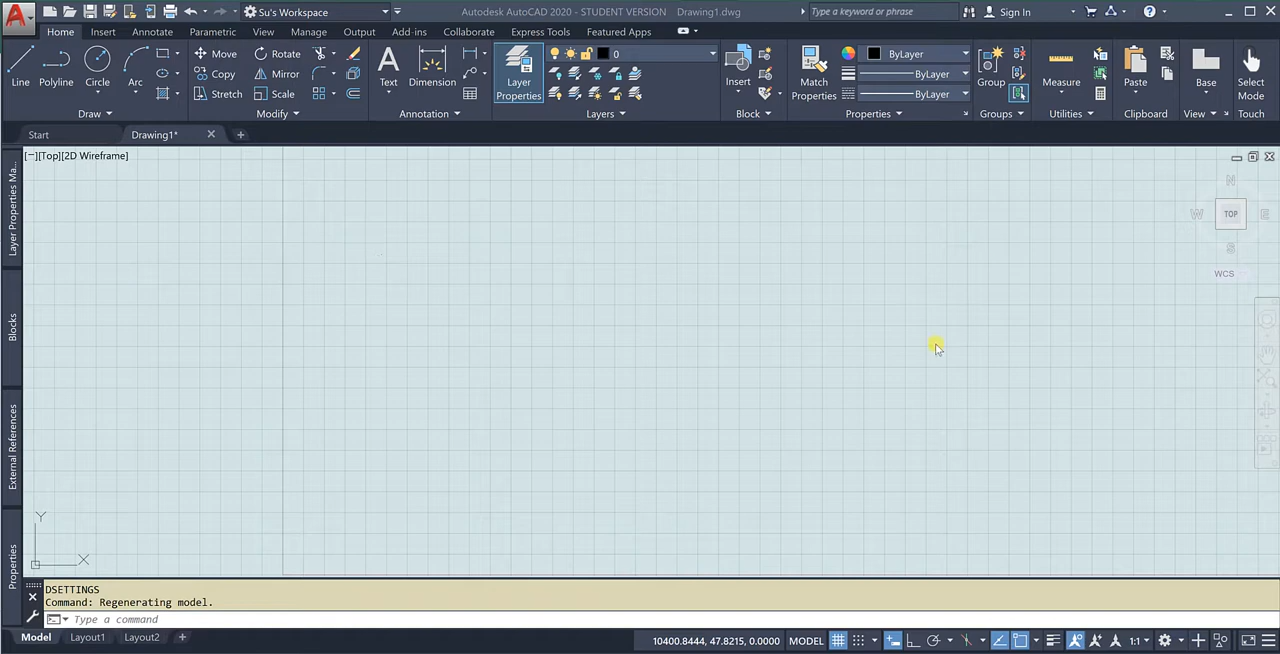 Su's Workspace
Autodesk AutoCAD 2020 - STUDENT VERSION Drawing1.dwg
Type a keyword or phrase
Sign In
Home Insert Annotate Parametric View Manage Output Add-ins Collaborate Express Tools Featured Apps
Line Polyline Circle Arc
Move Rotate
Copy Mirror
Stretch Scale
Text Dimension
Layer Properties
0
Insert
Match Properties
ByLayer
ByLayer
ByLayer
Group
Measure
Paste
Base
Select Mode
Draw Modify Annotation Layers Block Properties Groups Utilities Clipboard View Touch
Start Drawing1*
[−][Top][2D Wireframe]
Layer Properties Ma...
Blocks
External References
Properties
N
W TOP E
S
WCS
Y
X
DSETTINGS
Command: Regenerating model.
Type a command
Model Layout1 Layout2
10400.8444, 47.8215, 0.0000 MODEL 1:1